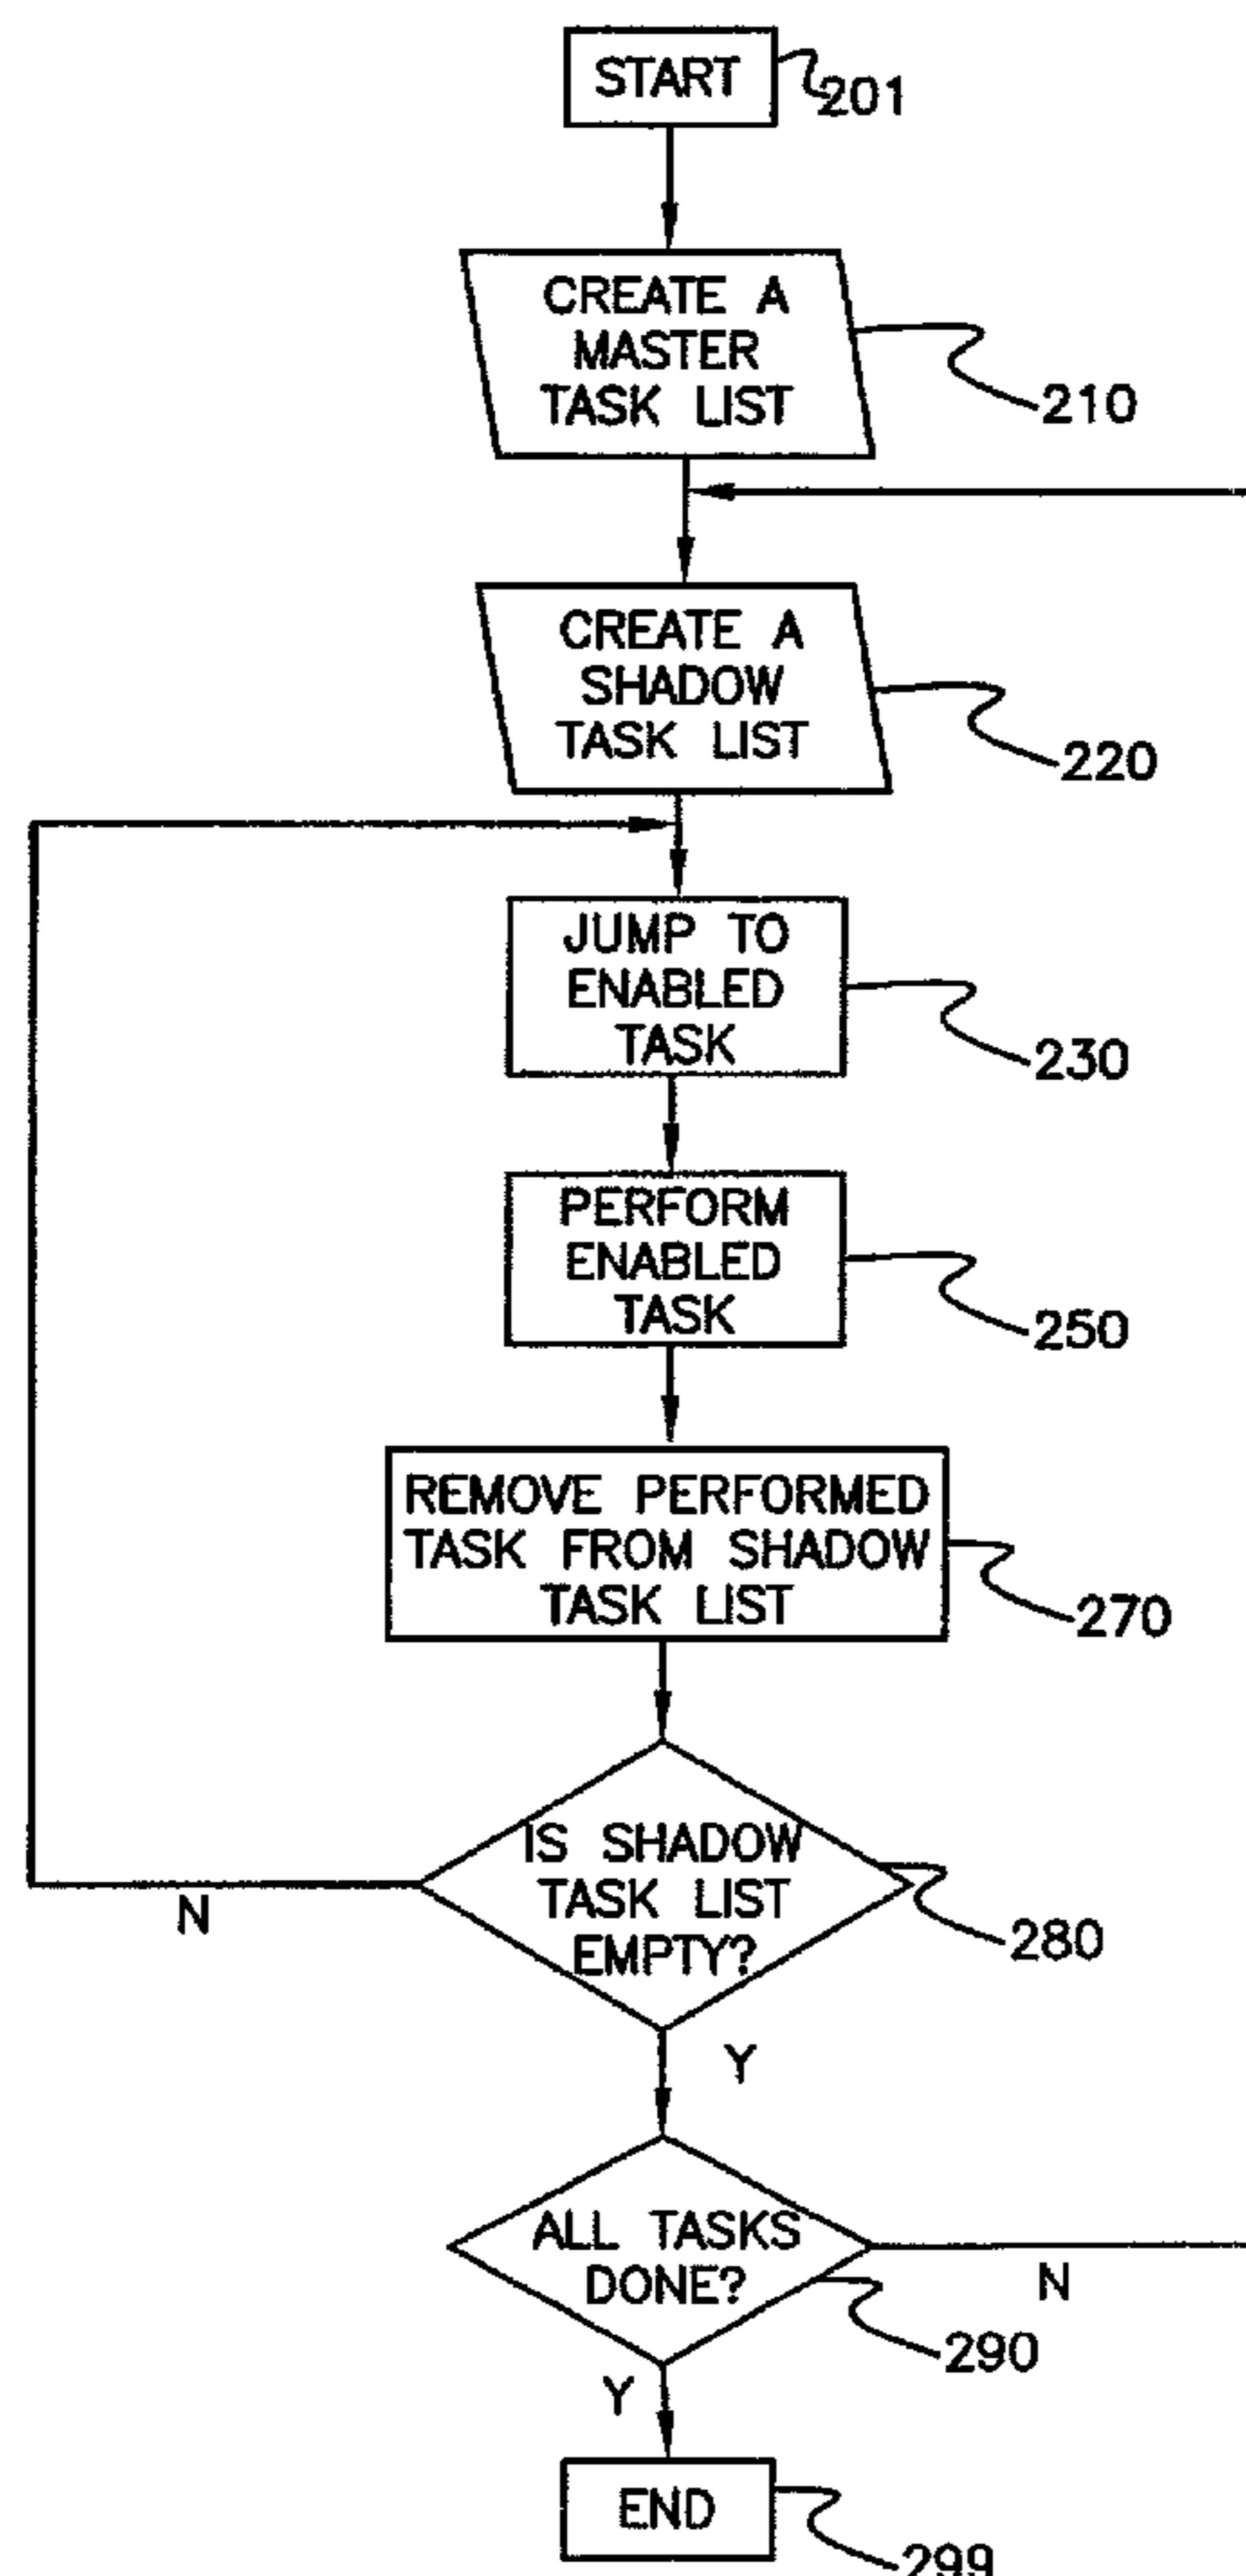 START
201
CREATE A
MASTER
TASK LIST
210
CREATE A
SHADOW
TASK LIST
220
JUMP TO
ENABLED
TASK
230
PERFORM
ENABLED
TASK
250
REMOVE PERFORMED
TASK FROM SHADOW
TASK LIST
270
IS SHADOW
TASK LIST
EMPTY?
N
280
Y
ALL TASKS
DONE?
N
290
Y
END
299